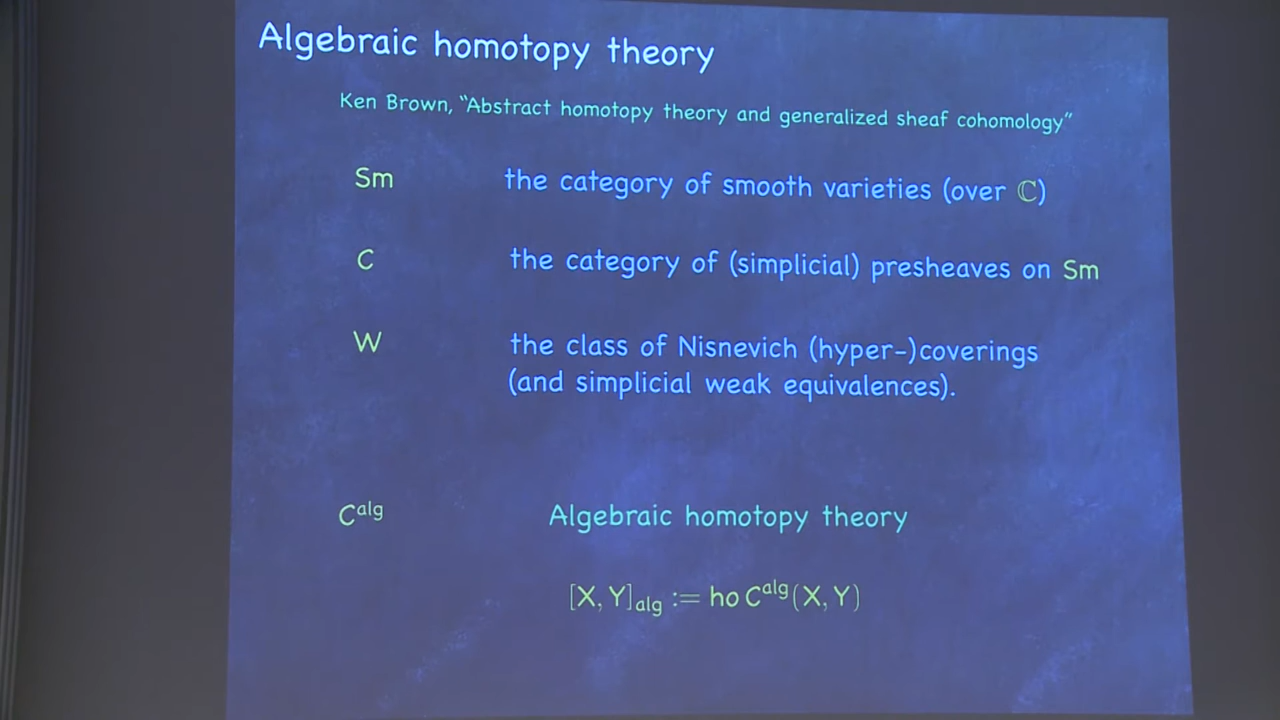 Algebraic homotopy theory
Ken Brown, “Abstract homotopy theory and generalized sheaf cohomology”
Sm the category of smooth varieties (over ℂ)
C the category of (simplicial) presheaves on Sm
W the class of Nisnevich (hyper-)coverings
(and simplicial weak equivalences).
C^alg Algebraic homotopy theory
[X, Y]_alg := ho C^alg(X, Y)